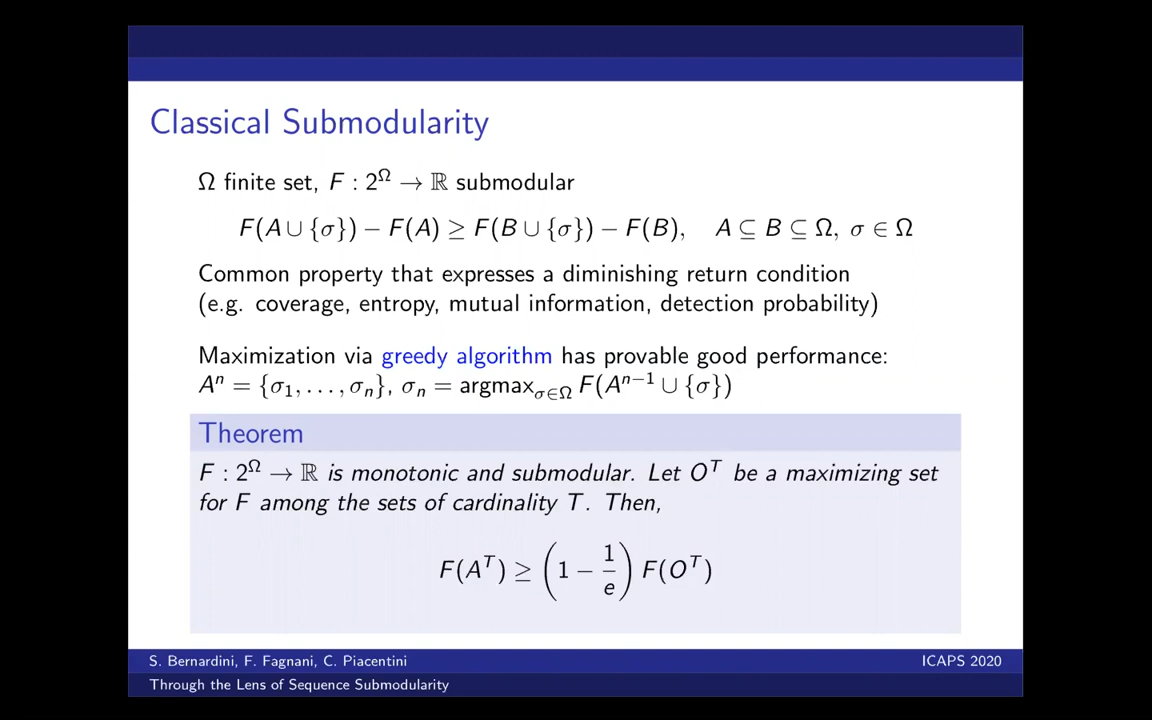 Classical Submodularity
Ω finite set, F : 2^Ω → ℝ submodular
F(A ∪ {σ}) − F(A) ≥ F(B ∪ {σ}) − F(B), A ⊆ B ⊆ Ω, σ ∈ Ω
Common property that expresses a diminishing return condition
(e.g. coverage, entropy, mutual information, detection probability)
Maximization via greedy algorithm has provable good performance:
A^n = {σ_1, . . . , σ_n}, σ_n = argmax_{σ∈Ω} F(A^{n−1} ∪ {σ})
Theorem
F : 2^Ω → ℝ is monotonic and submodular. Let O^T be a maximizing set
for F among the sets of cardinality T. Then,
F(A^T) ≥ (1 − 1/e) F(O^T)
S. Bernardini, F. Fagnani, C. Piacentini ICAPS 2020
Through the Lens of Sequence Submodularity